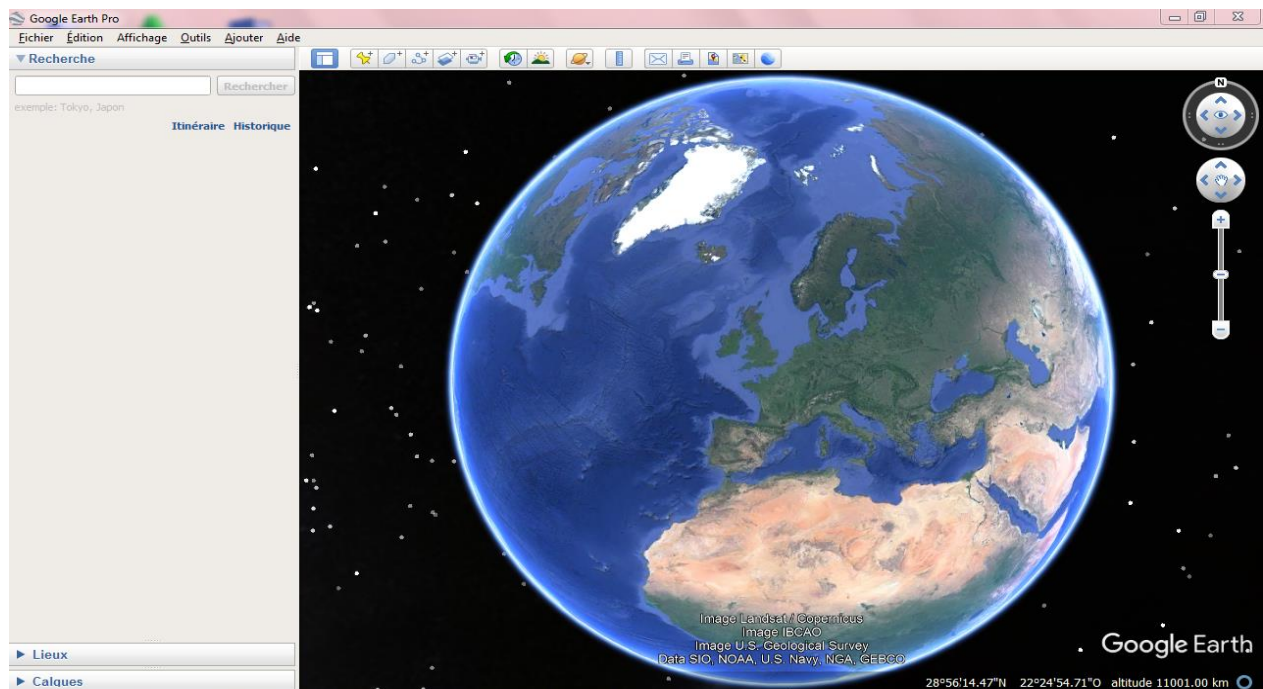 Google Earth Pro
Fichier Édition Affichage Outils Ajouter Aide
Recherche
Rechercher
exemple: Tokyo, Japon
Itinéraire Historique
N
Image Landsat / Copernicus
Image IBCAO
Image U.S. Geological Survey
Data SIO, NOAA, U.S. Navy, NGA, GEBCO
Google Earth
Lieux
Calques
28°56'14.47"N 22°24'54.71"O altitude 11001.00 km